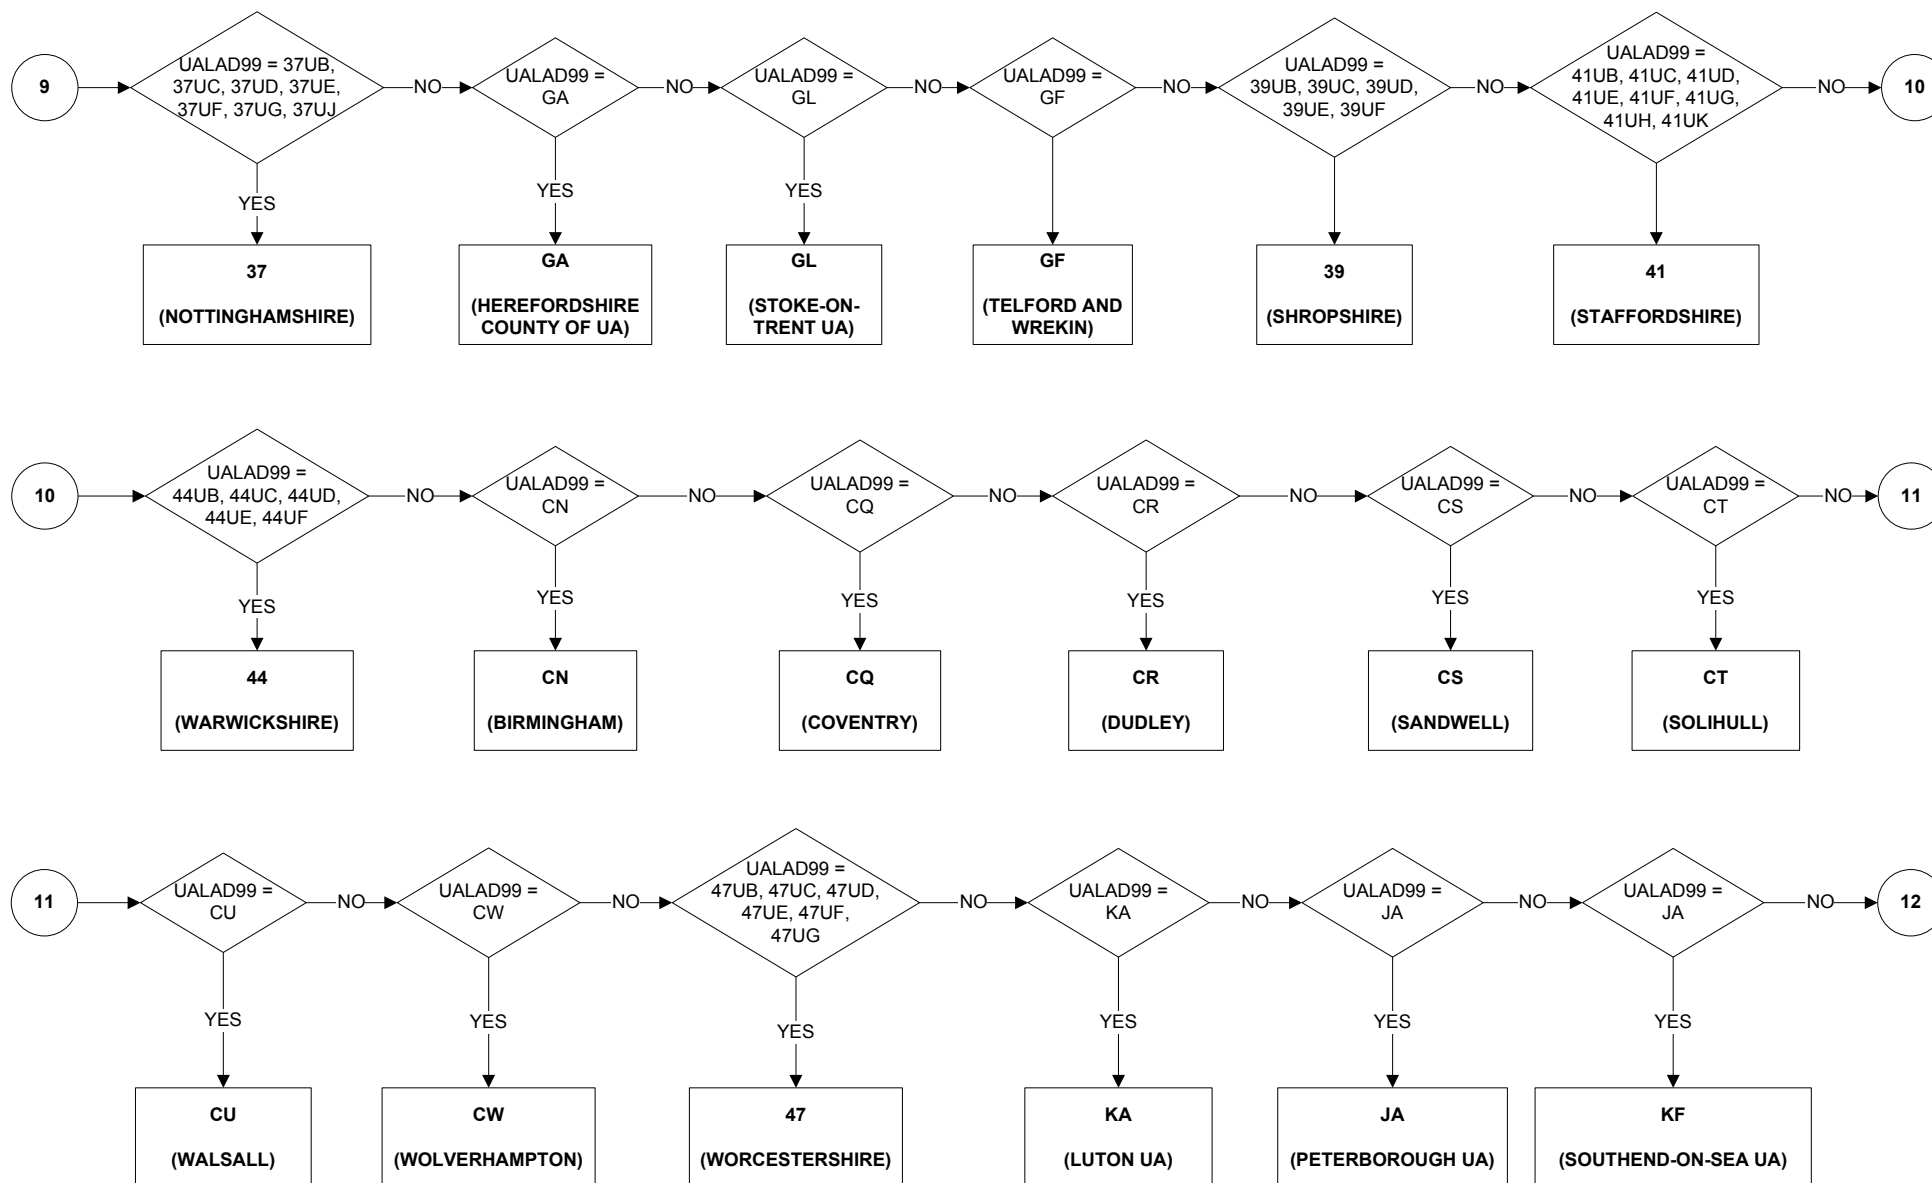 9
UALAD99 = 37UB,
37UC, 37UD, 37UE,
37UF, 37UG, 37UJ
NO
UALAD99 =
GA
NO
UALAD99 =
GL
NO
UALAD99 =
GF
NO
UALAD99 =
39UB, 39UC, 39UD,
39UE, 39UF
NO
UALAD99 =
41UB, 41UC, 41UD,
41UE, 41UF, 41UG,
41UH, 41UK
NO
10
YES
YES
YES
37
(NOTTINGHAMSHIRE)
GA
(HEREFORDSHIRE
COUNTY OF UA)
GL
(STOKE-ON-
TRENT UA)
GF
(TELFORD AND
WREKIN)
39
(SHROPSHIRE)
41
(STAFFORDSHIRE)
10
UALAD99 =
44UB, 44UC, 44UD,
44UE, 44UF
NO
UALAD99 =
CN
NO
UALAD99 =
CQ
NO
UALAD99 =
CR
NO
UALAD99 =
CS
NO
UALAD99 =
CT
NO
11
YES
YES
YES
YES
YES
YES
44
(WARWICKSHIRE)
CN
(BIRMINGHAM)
CQ
(COVENTRY)
CR
(DUDLEY)
CS
(SANDWELL)
CT
(SOLIHULL)
11
UALAD99 =
CU
NO
UALAD99 =
CW
NO
UALAD99 =
47UB, 47UC, 47UD,
47UE, 47UF,
47UG
NO
UALAD99 =
KA
NO
UALAD99 =
JA
NO
UALAD99 =
JA
NO
12
YES
YES
YES
YES
YES
YES
CU
(WALSALL)
CW
(WOLVERHAMPTON)
47
(WORCESTERSHIRE)
KA
(LUTON UA)
JA
(PETERBOROUGH UA)
KF
(SOUTHEND-ON-SEA UA)